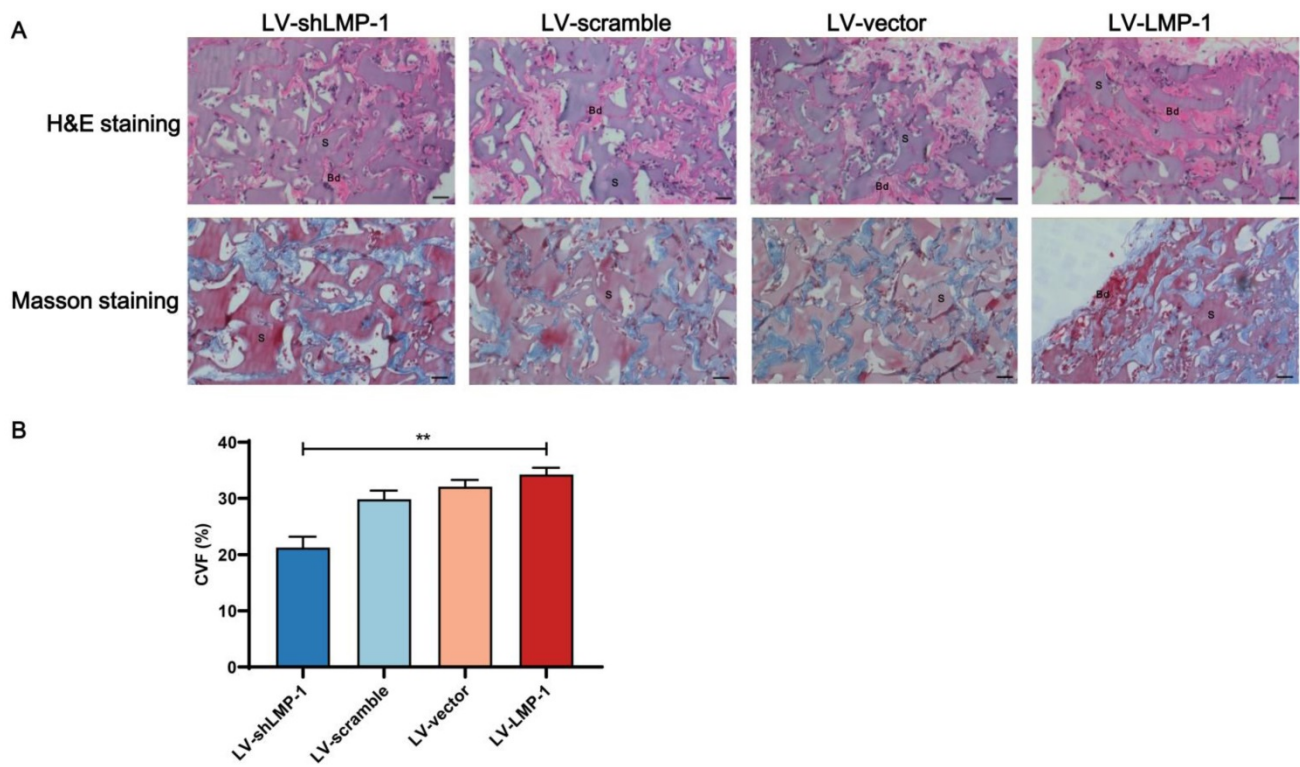 A
LV-shLMP-1 LV-scramble LV-vector LV-LMP-1
H&E staining
S
Bd
Bd
S
S
Bd
S
Bd
Masson staining
S
S
S
Bd
S
B
**
CVF (%)
40
30
20
10
0
LV-shLMP-1
LV-scramble
LV-vector
LV-LMP-1